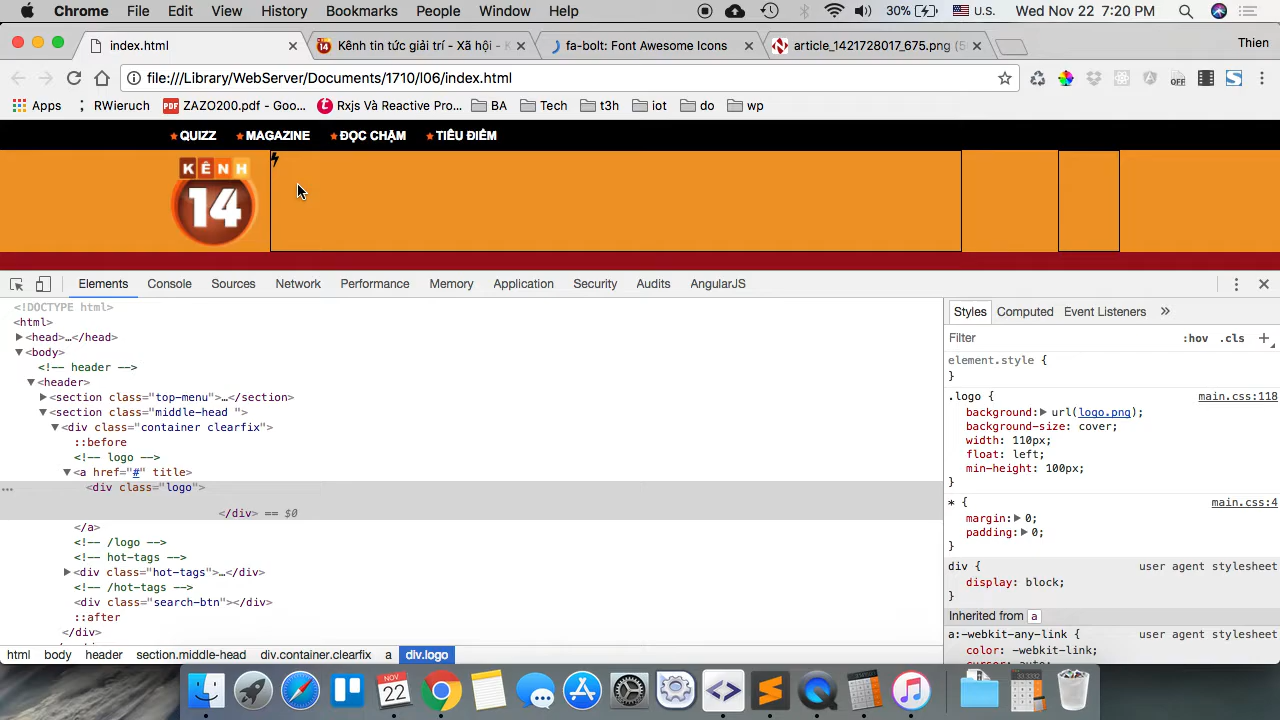 Chrome File Edit View History Bookmarks People Window Help 30% U.S. Wed Nov 22 7:20 PM
index.html Kênh tin tức giải trí - Xã hội - K fa-bolt: Font Awesome Icons article_1421728017_675.png (5 Thien
file:///Library/WebServer/Documents/1710/l06/index.html OFF
Apps RWieruch ZAZO200.pdf - Goo... Rxjs Và Reactive Pro... BA Tech t3h iot do wp
QUIZZ MAGAZINE ĐỌC CHẬM TIÊU ĐIỂM
KÊNH
14
Elements Console Sources Network Performance Memory Application Security Audits AngularJS
<!DOCTYPE html>
<html>
<head>…</head>
<body>
<!-- header -->
<header>
<section class="top-menu">…</section>
<section class="middle-head ">
<div class="container clearfix">
::before
<!-- logo -->
<a href="#" title>
<div class="logo">
</div> == $0
</a>
<!-- /logo -->
<!-- hot-tags -->
<div class="hot-tags">…</div>
<!-- /hot-tags -->
<div class="search-btn"></div>
::after
</div>
html body header section.middle-head div.container.clearfix a div.logo
Styles Computed Event Listeners »
Filter :hov .cls +
element.style {
}
.logo { main.css:118
background: url(logo.png);
background-size: cover;
width: 110px;
float: left;
min-height: 100px;
}
* { main.css:4
margin: 0;
padding: 0;
}
div { user agent stylesheet
display: block;
}
Inherited from a
a:-webkit-any-link { user agent stylesheet
color: -webkit-link;
cursor: auto;
NOV
22